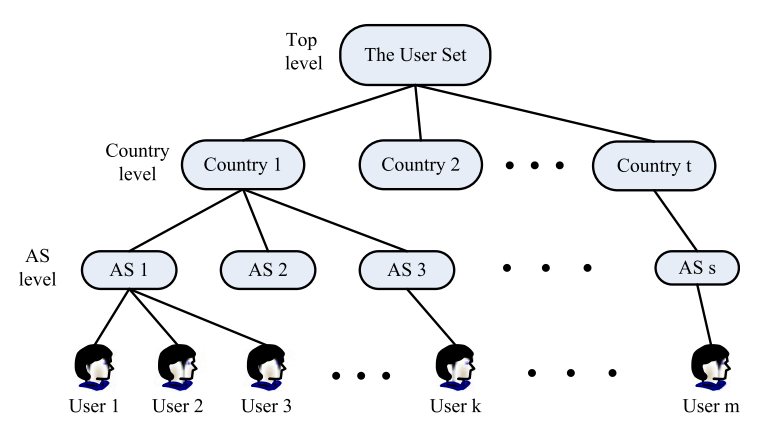 Top
level
The User Set
Country
level
Country 1
Country 2
Country t
AS
level
AS 1
AS 2
AS 3
AS s
User 1
User 2
User 3
User k
User m